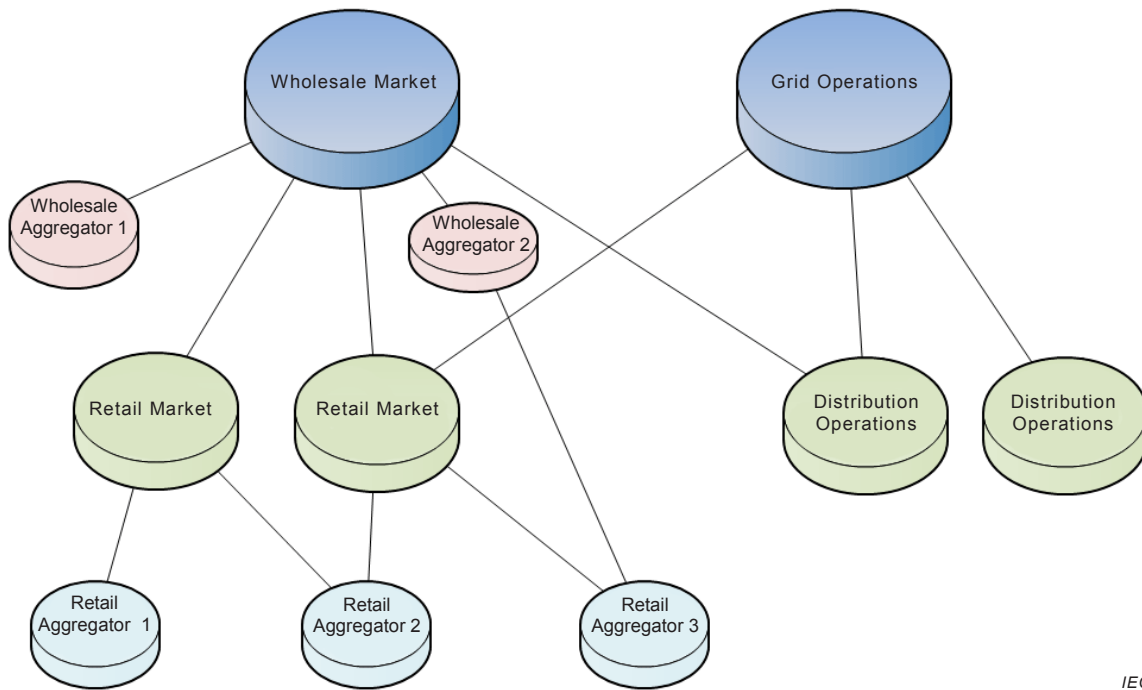 Wholesale Market
Grid Operations
Wholesale
Aggregator 1
Wholesale
Aggregator 2
Retail Market
Retail Market
Distribution
Operations
Distribution
Operations
Retail
Aggregator 1
Retail
Aggregator 2
Retail
Aggregator 3
IEC